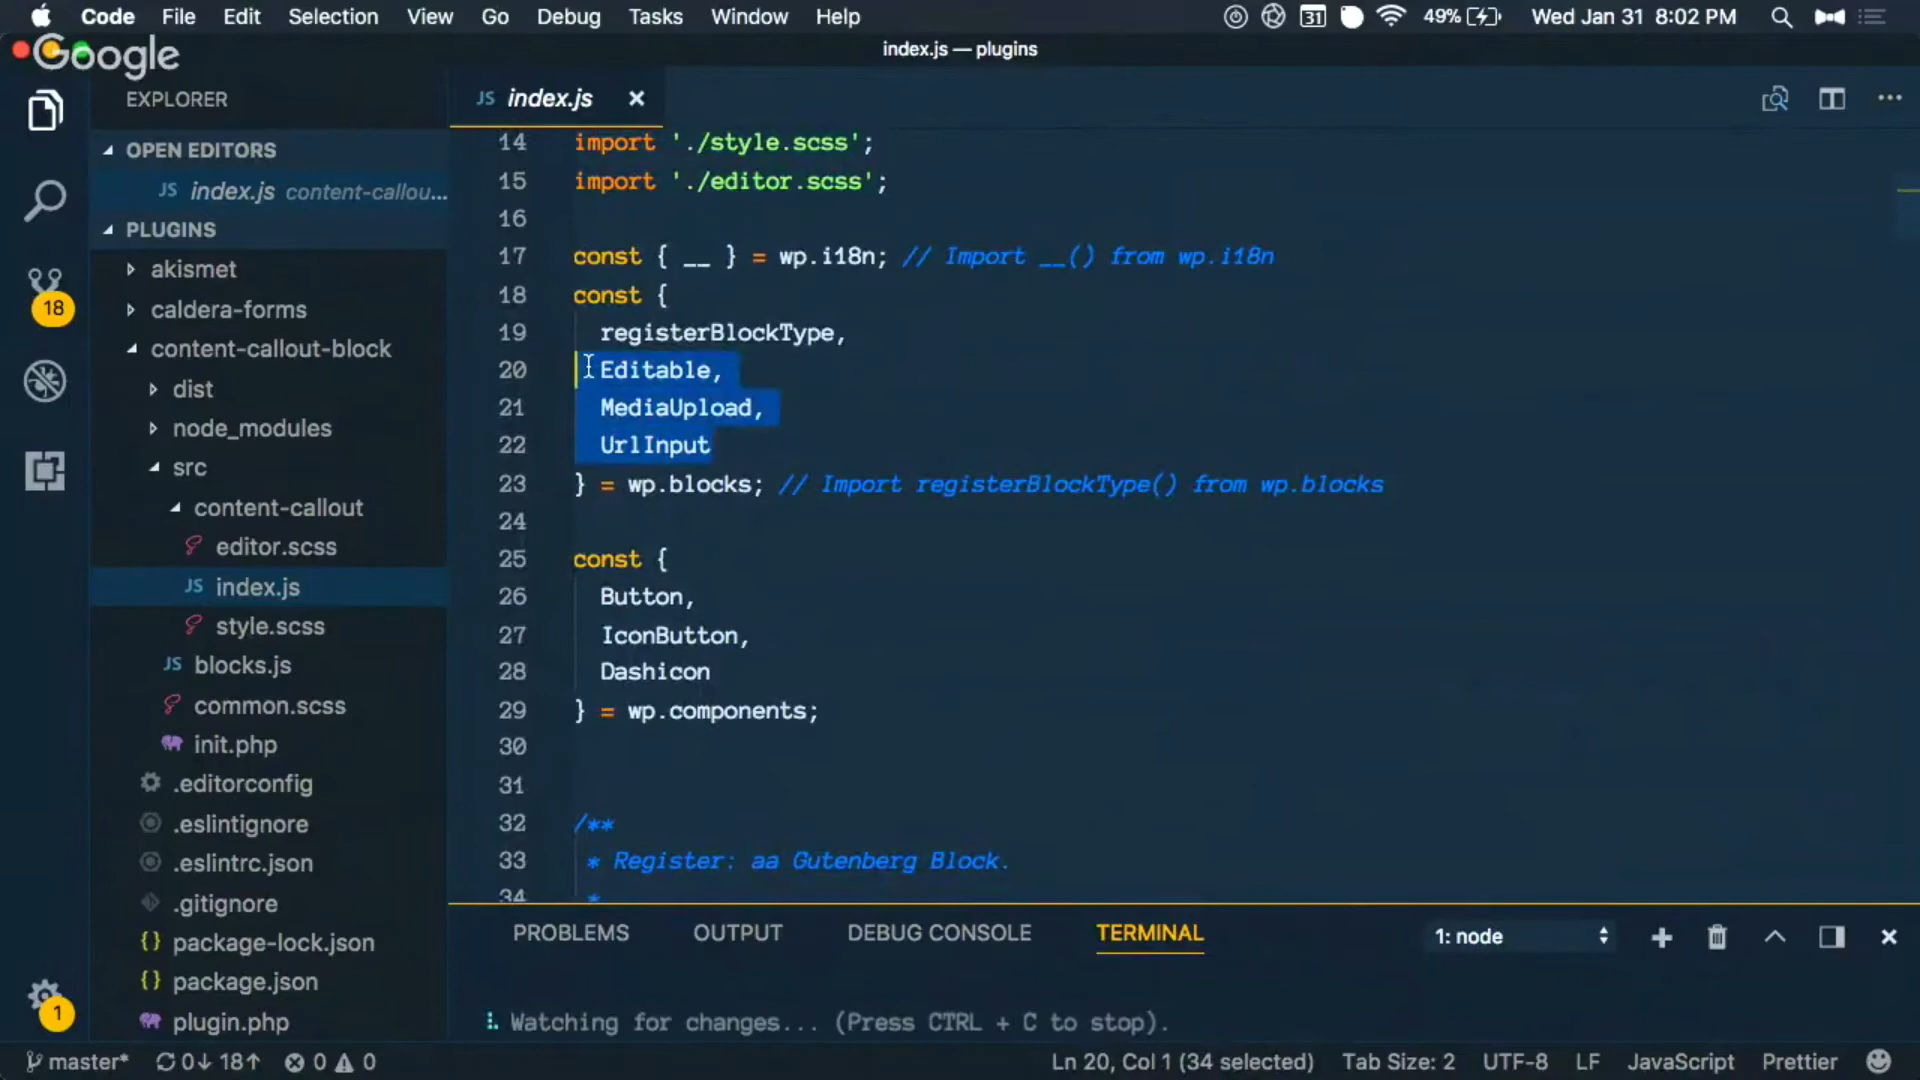 Code File Edit Selection View Go Debug Tasks Window Help
31 49% Wed Jan 31 8:02 PM
Google
index.js — plugins
EXPLORER
OPEN EDITORS
JS index.js content-callou...
PLUGINS
akismet
caldera-forms
content-callout-block
dist
node_modules
src
content-callout
editor.scss
JS index.js
style.scss
JS blocks.js
common.scss
init.php
.editorconfig
.eslintignore
.eslintrc.json
.gitignore
{} package-lock.json
{} package.json
plugin.php
18
1
JS index.js
14 import './style.scss';
15 import './editor.scss';
16
17 const { __ } = wp.i18n; // Import __() from wp.i18n
18 const {
19 registerBlockType,
20 Editable,
21 MediaUpload,
22 UrlInput
23 } = wp.blocks; // Import registerBlockType() from wp.blocks
24
25 const {
26 Button,
27 IconButton,
28 Dashicon
29 } = wp.components;
30
31
32 /**
33 * Register: aa Gutenberg Block.
34 *
PROBLEMS OUTPUT DEBUG CONSOLE TERMINAL 1: node
Watching for changes... (Press CTRL + C to stop).
master* 0↓ 18↑ 0 0 Ln 20, Col 1 (34 selected) Tab Size: 2 UTF-8 LF JavaScript Prettier